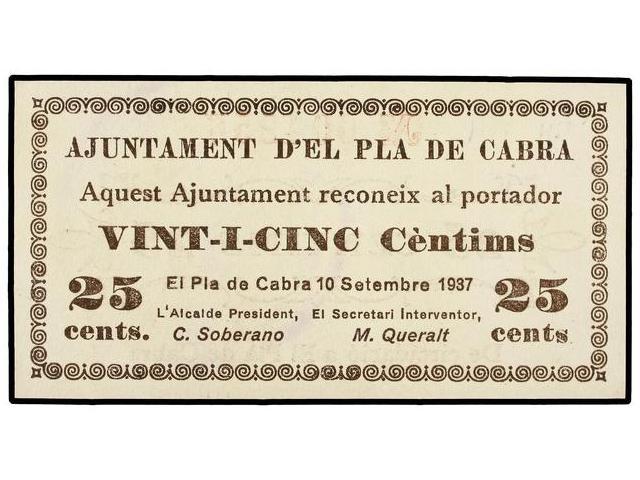 AJUNTAMENT D'EL PLA DE CABRA
Aquest Ajuntament reconeix al portador
VINT-I-CINC Cèntims
25 cents.
El Pla de Cabra 10 Setembre 1937
L'Alcalde President, El Secretari Interventor,
C. Soberano M. Queralt
25 cents